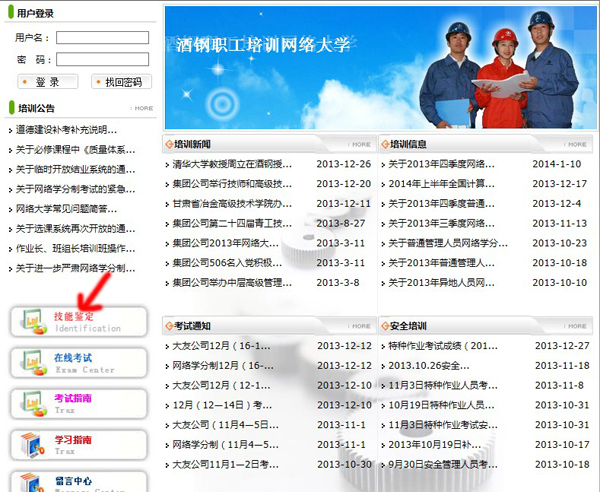 用户登录
用户名：
密 码：
登 录
找回密码
培训公告
MORE
道德建设补考补充说明...
关于必修课程中《质量体系...
关于临时开放结业系统的通...
关于网络学分制考试的紧急...
网络大学常见问题简答...
关于选课系统再次开放的通...
作业长、班组长培训班操作...
关于进一步严肃网络学分制...
技能鉴定
Identification
在线考试
Exam Center
考试指南
Trax
学习指南
Trax
留言中心
酒钢职工培训网络大学
培训新闻
MORE
清华大学教授周立在酒钢授... 2013-12-26
集团公司举行技师和高级技... 2013-12-20
甘肃省冶金高级技术学院办... 2013-12-11
集团公司第二十四届青工技... 2013-8-27
集团公司2013年网络大... 2013-3-11
集团公司506名入党积极... 2013-3-11
集团公司举办中层高级管理... 2013-3-8
培训信息
MORE
关于2013年四季度网络... 2014-1-10
2014年上半年全国计算... 2013-12-17
关于2013年四季度普通... 2013-12-4
关于2013年三季度网络... 2013-11-13
关于普通管理人员网络学分... 2013-10-23
关于2013年普通管理人... 2013-10-18
关于2013年异地人员网... 2013-10-10
考试通知
MORE
大友公司12月（16-1... 2013-12-12
网络学分制12月（16-... 2013-12-12
大友公司12月（12-1... 2013-12-10
12月（12—14日）考... 2013-12-10
大友公司（11月4—5日... 2013-11-1
网络学分制（11月4—5... 2013-11-1
大友公司11月1—2日考... 2013-10-30
安全培训
MORE
特种作业考试成绩（201... 2013-12-27
2013.10.26安全... 2013-11-18
11月3日特种作业人员考... 2013-11-8
10月19日特种作业人员... 2013-10-31
11月3日特种作业考试安... 2013-10-31
2013年10月19日补... 2013-10-17
9月30日安全管理人员考... 2013-10-18